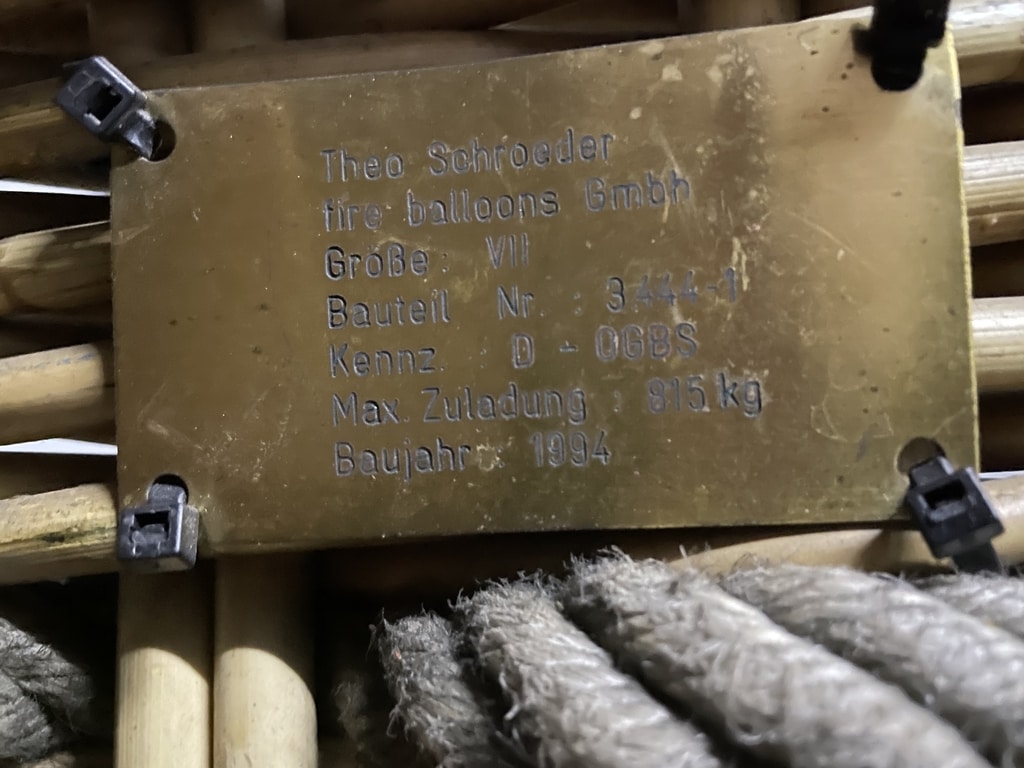 Theo Schroeder
fire balloons Gmbh
Größe: VII
Bauteil Nr. : 3444-1
Kennz. : D - OGBS
Max. Zuladung : 815 kg
Baujahr : 1994